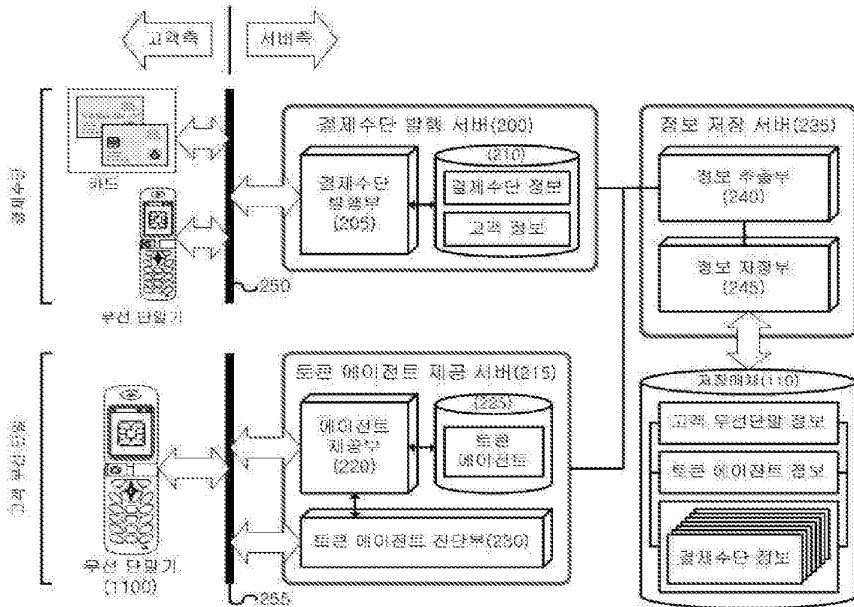 고객측
서버측
결제수단
카드
무선 단말기
250
결제수단 발행 서버(200)
결제수단
발행부
(205)
(210)
결제수단 정보
고객 정보
정보 저장 서버(235)
정보 추출부
(240)
정보 저장부
(245)
고객 무선단말
무선 단말기
(1100)
255
토큰 에이전트 제공 서버(215)
에이전트
제공부
(220)
(225)
토큰
에이전트
토큰 에이전트 진단부(230)
저장매체(110)
고객 무선단말 정보
토큰 에이전트 정보
결제수단 정보